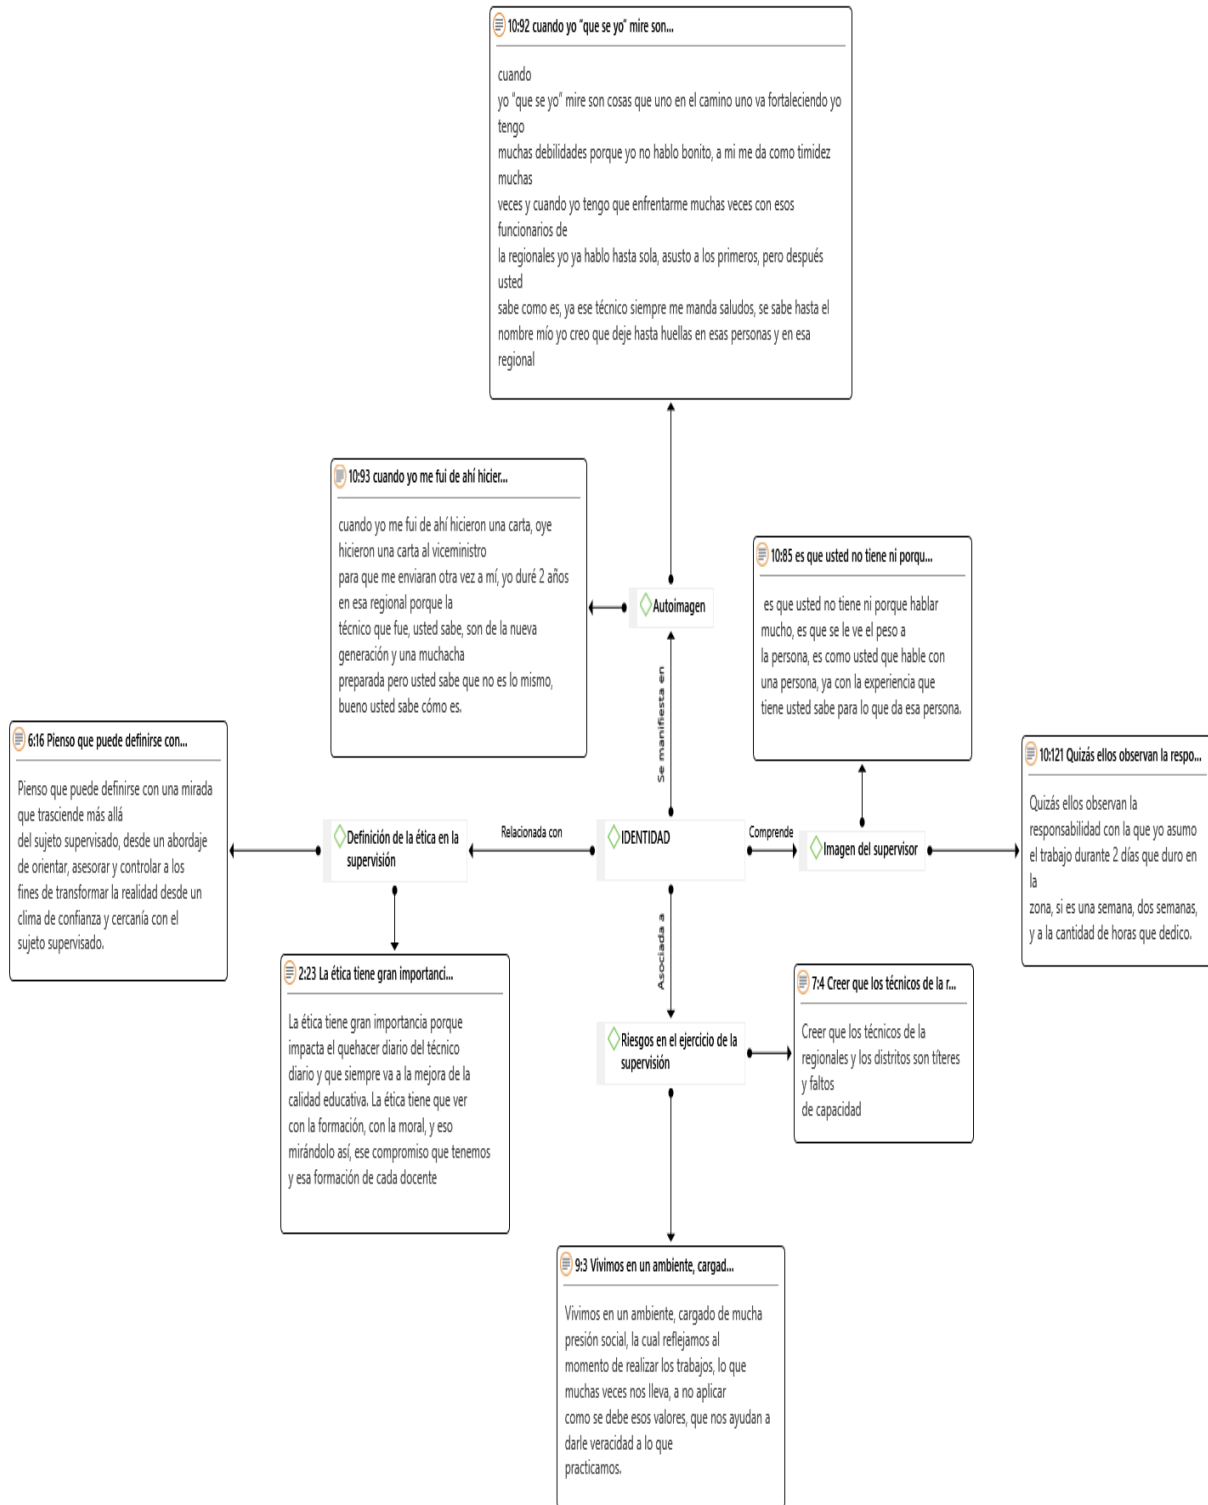 10:92 cuando yo "que se yo" mire son...
cuando
yo "que se yo" mire son cosas que uno en el camino uno va fortaleciendo yo
tengo
muchas debilidades porque yo no hablo bonito, a mi me da como timidez
muchas
veces y cuando yo tengo que enfrentarme muchas veces con esos
funcionarios de
la regionales yo ya hablo hasta sola, asusto a los primeros, pero después
usted
sabe como es, ya ese técnico siempre me manda saludos, se sabe hasta el
nombre mío yo creo que deje hasta huellas en esas personas y en esa
regional
10:93 cuando yo me fui de ahí hicier...
cuando yo me fui de ahí hicieron una carta, oye
hicieron una carta al viceministro
para que me enviaran otra vez a mí, yo duré 2 años
en esa regional porque la
técnico que fue, usted sabe, son de la nueva
generación y una muchacha
preparada pero usted sabe que no es lo mismo,
bueno usted sabe cómo es.
Autoimagen
10:85 es que usted no tiene ni porqu...
es que usted no tiene ni porque hablar
mucho, es que se le ve el peso a
la persona, es como usted que hable con
una persona, ya con la experiencia que
tiene usted sabe para lo que da esa persona.
Se manifiesta en
6:16 Pienso que puede definirse con...
Pienso que puede definirse con una mirada
que trasciende más allá
del sujeto supervisado, desde un abordaje
de orientar, asesorar y controlar a los
fines de transformar la realidad desde un
clima de confianza y cercanía con el
sujeto supervisado.
Definición de la ética en la
supervisión
Relacionada con
IDENTIDAD
Comprende
Imagen del supervisor
10:121 Quizás ellos observan la respo...
Quizás ellos observan la
responsabilidad con la que yo asumo
el trabajo durante 2 días que duro en
la
zona, si es una semana, dos semanas,
y a la cantidad de horas que dedico.
2:23 La ética tiene gran importanci...
La ética tiene gran importancia porque
impacta el quehacer diario del técnico
diario y que siempre va a la mejora de la
calidad educativa. La ética tiene que ver
con la formación, con la moral, y eso
mirándolo así, ese compromiso que tenemos
y esa formación de cada docente
Asociada a
Riesgos en el ejercicio de la
supervisión
7:4 Creer que los técnicos de la r...
Creer que los técnicos de la
regionales y los distritos son títeres
y faltos
de capacidad
9:3 Vivimos en un ambiente, cargad...
Vivimos en un ambiente, cargado de mucha
presión social, la cual reflejamos al
momento de realizar los trabajos, lo que
muchas veces nos lleva, a no aplicar
como se debe esos valores, que nos ayudan a
darle veracidad a lo que
practicamos.